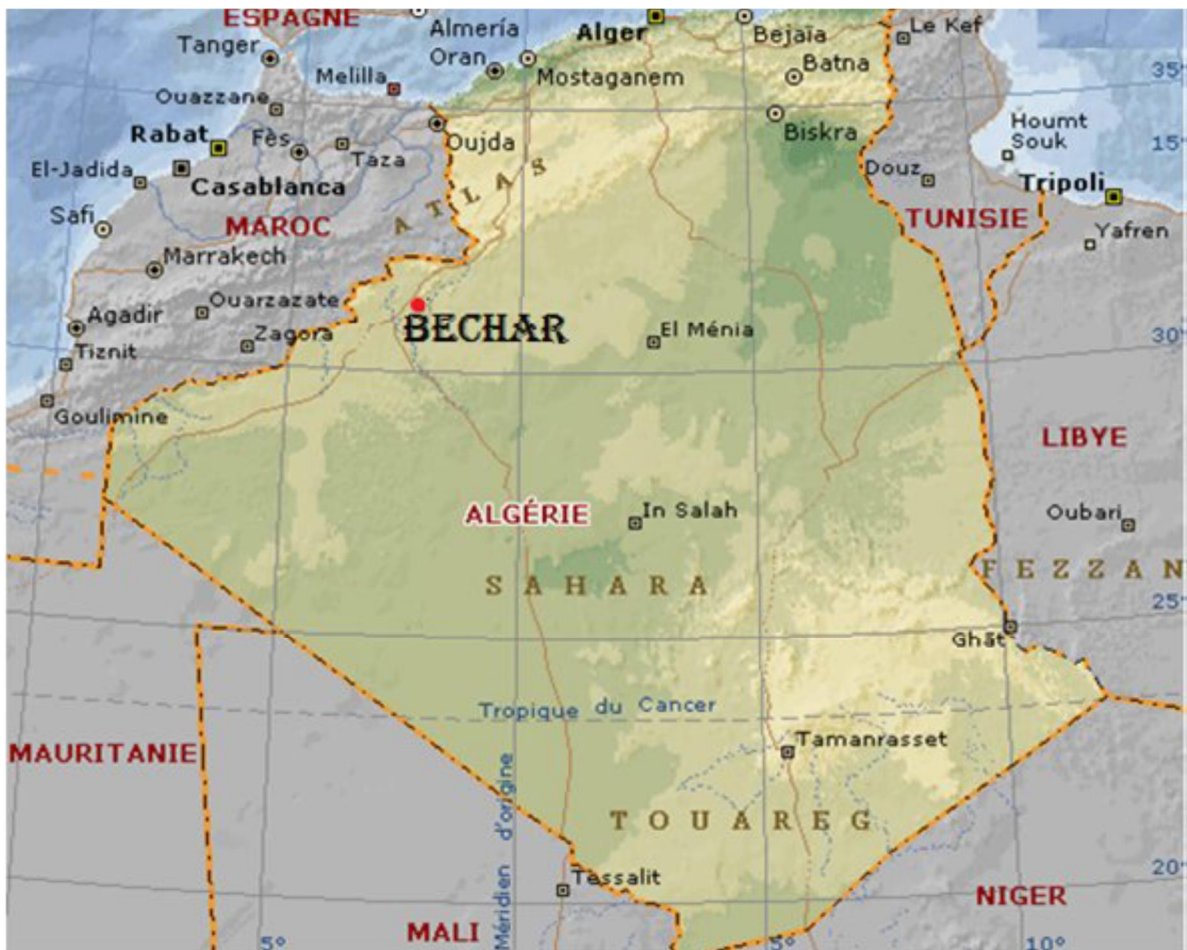 ESPAGNE
Almería
Alger
Bejaïa
Le Kef
Tanger
Oran
Mostaganem
Batna
35°
Melilla
Ouazzane
Rabat
Fès
Taza
Oujda
Biskra
Houmt
Souk
15°
El-Jadida
Casablanca
Douz
Tripoli
Safi
MAROC
ATLAS
TUNISIE
Yafren
Marrakech
Ouarzazate
Agadir
BECHAR
El Ménia
30°
Zagora
Tiznit
Goulimine
LIBYE
ALGÉRIE
In Salah
Oubari
SAHARA
FEZZAN
25°
Ghāt
Tropique du Cancer
MAURITANIE
Tamanrasset
Méridien d'origine
TOUAREG
Tessalit
NIGER
20°
MALI
5°
5°
10°